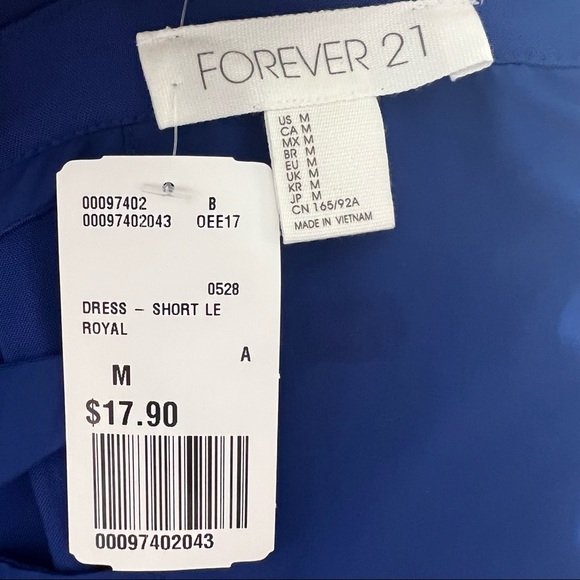 FOREVER 21
US M
CA M
MX M
BR M
EU M
UK M
KR M
JP M
CN 165/92A
MADE IN VIETNAM
00097402 B
00097402043 OEE17
0528
DRESS – SHORT LE
ROYAL
A
M
$17.90
00097402043